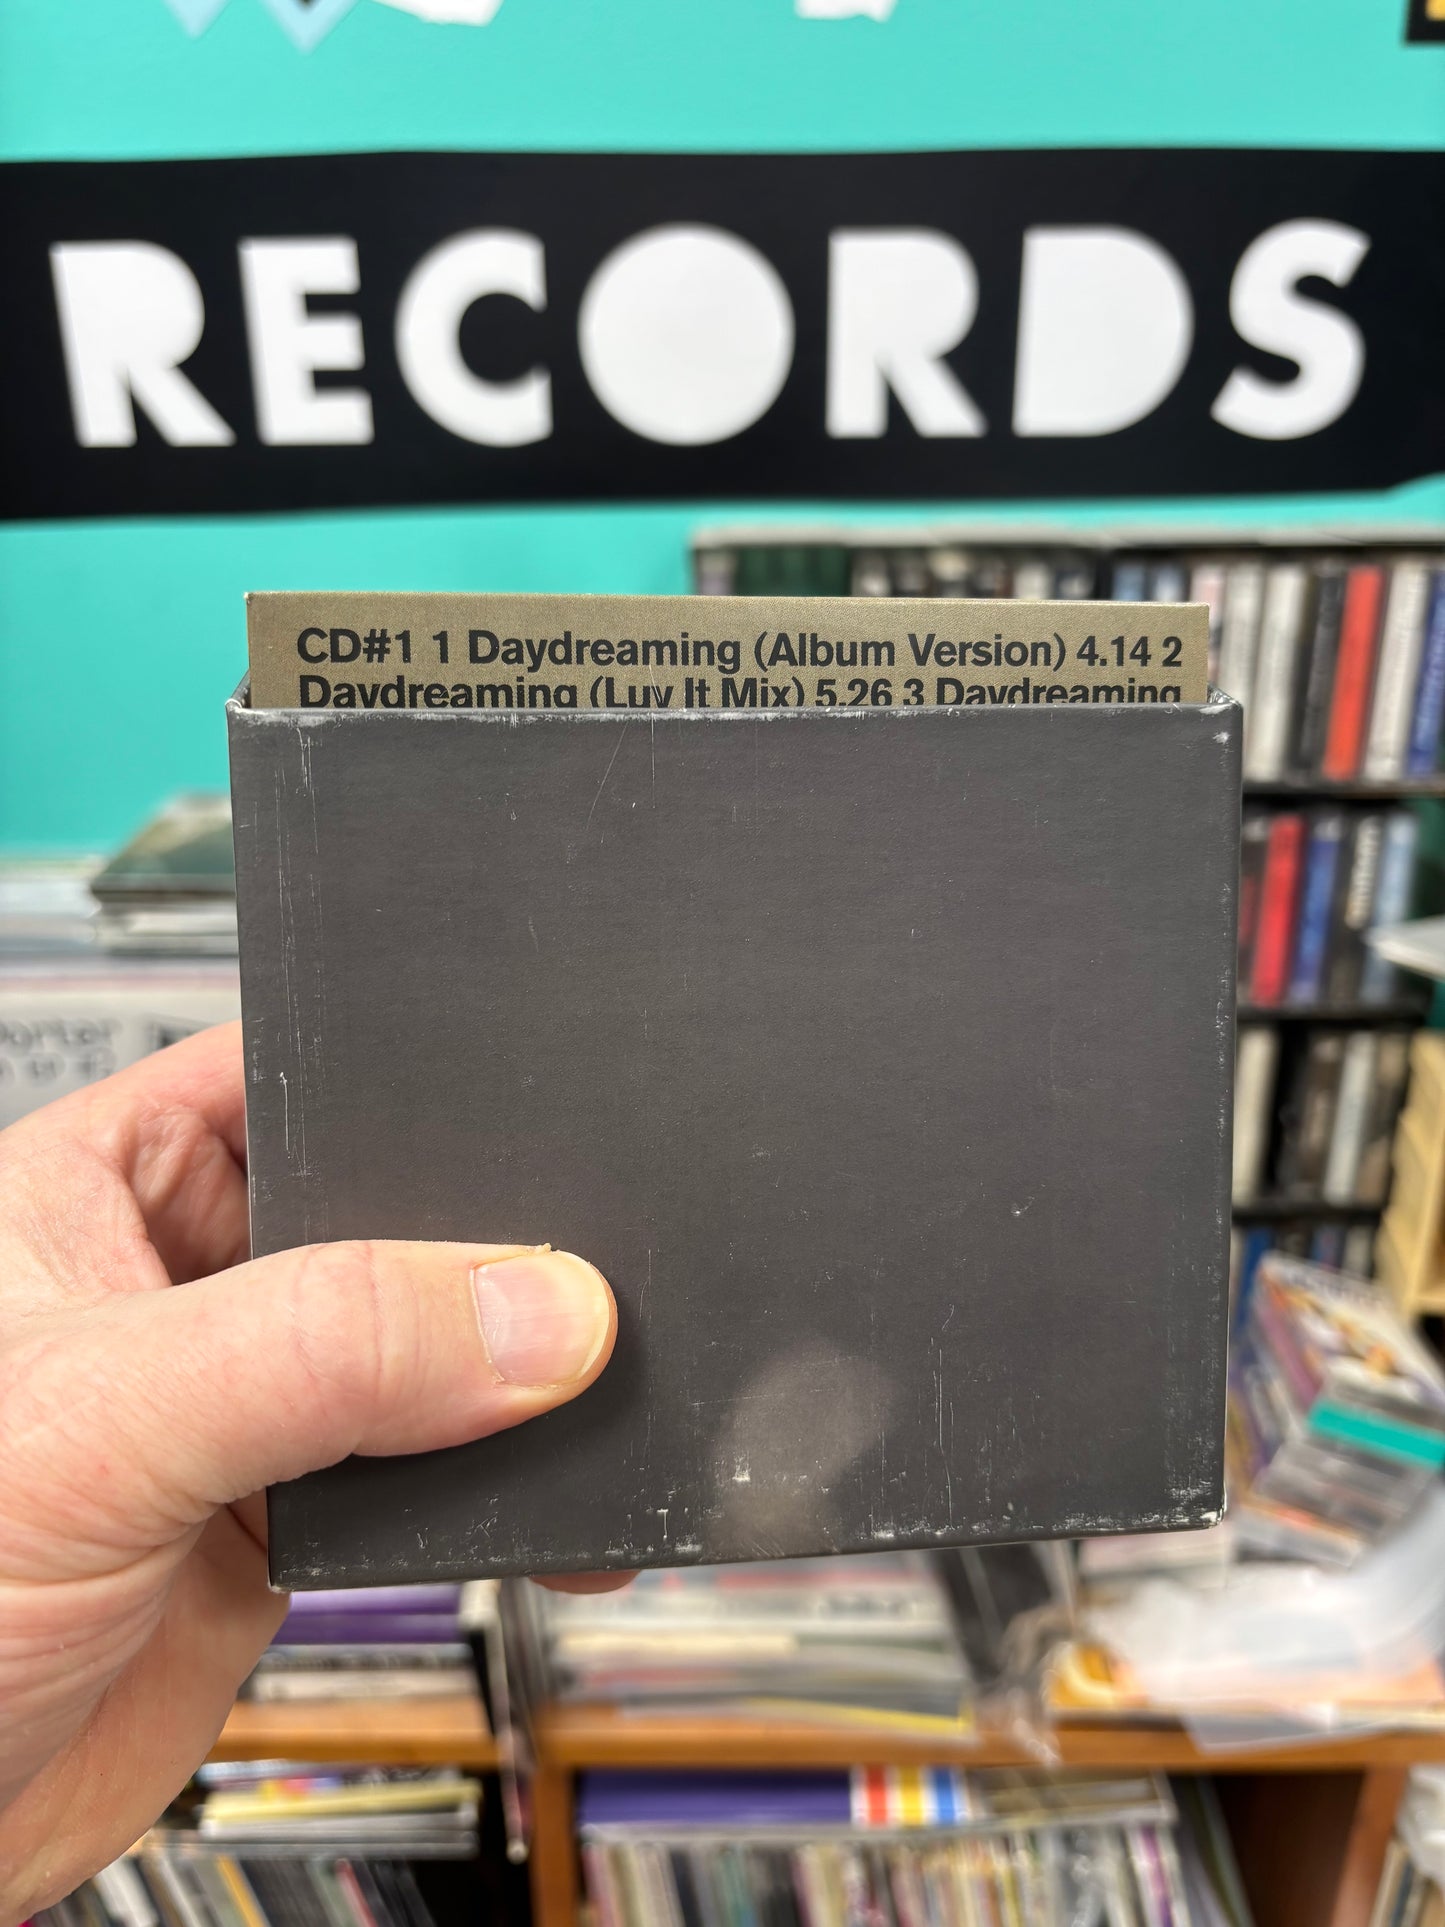 RECORDS
CD#1 1 Daydreaming (Album Version) 4.14 2
Daydreaming (Luv It Mix) 5.26 3 Daydreaming